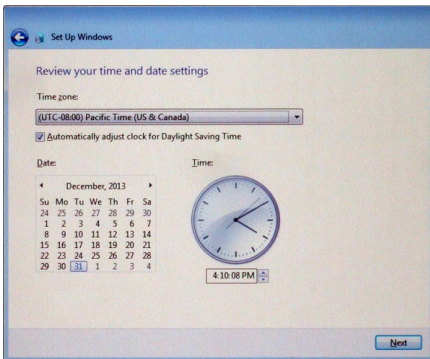 Set Up Windows
Review your time and date settings
Time zone:
(UTC-08:00) Pacific Time (US & Canada)
Automatically adjust clock for Daylight Saving Time
Date:
Time:
December, 2013
Su Mo Tu We Th Fr Sa
24 25 26 27 28 29 30
1 2 3 4 5 6 7
8 9 10 11 12 13 14
15 16 17 18 19 20 21
22 23 24 25 26 27 28
29 30 31 1 2 3 4
4:10:08 PM
Next